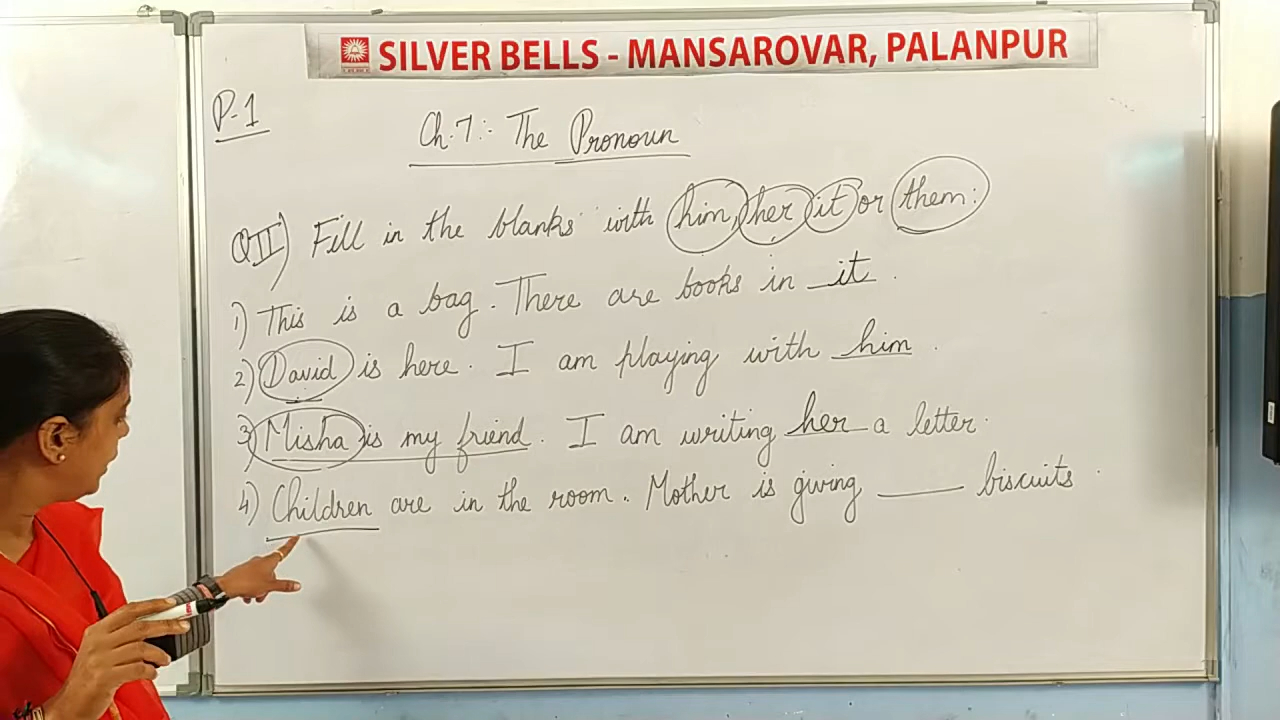 SILVER BELLS - MANSAROVAR, PALANPUR
P-1
Ch.7:- The Pronoun
QII) Fill in the blanks with him, her it or them:
1) This is a bag. There are books in it.
2) David is here. I am playing with him.
3) Misha is my friend. I am writing her a letter.
4) Children are in the room. Mother is giving ____ biscuits.